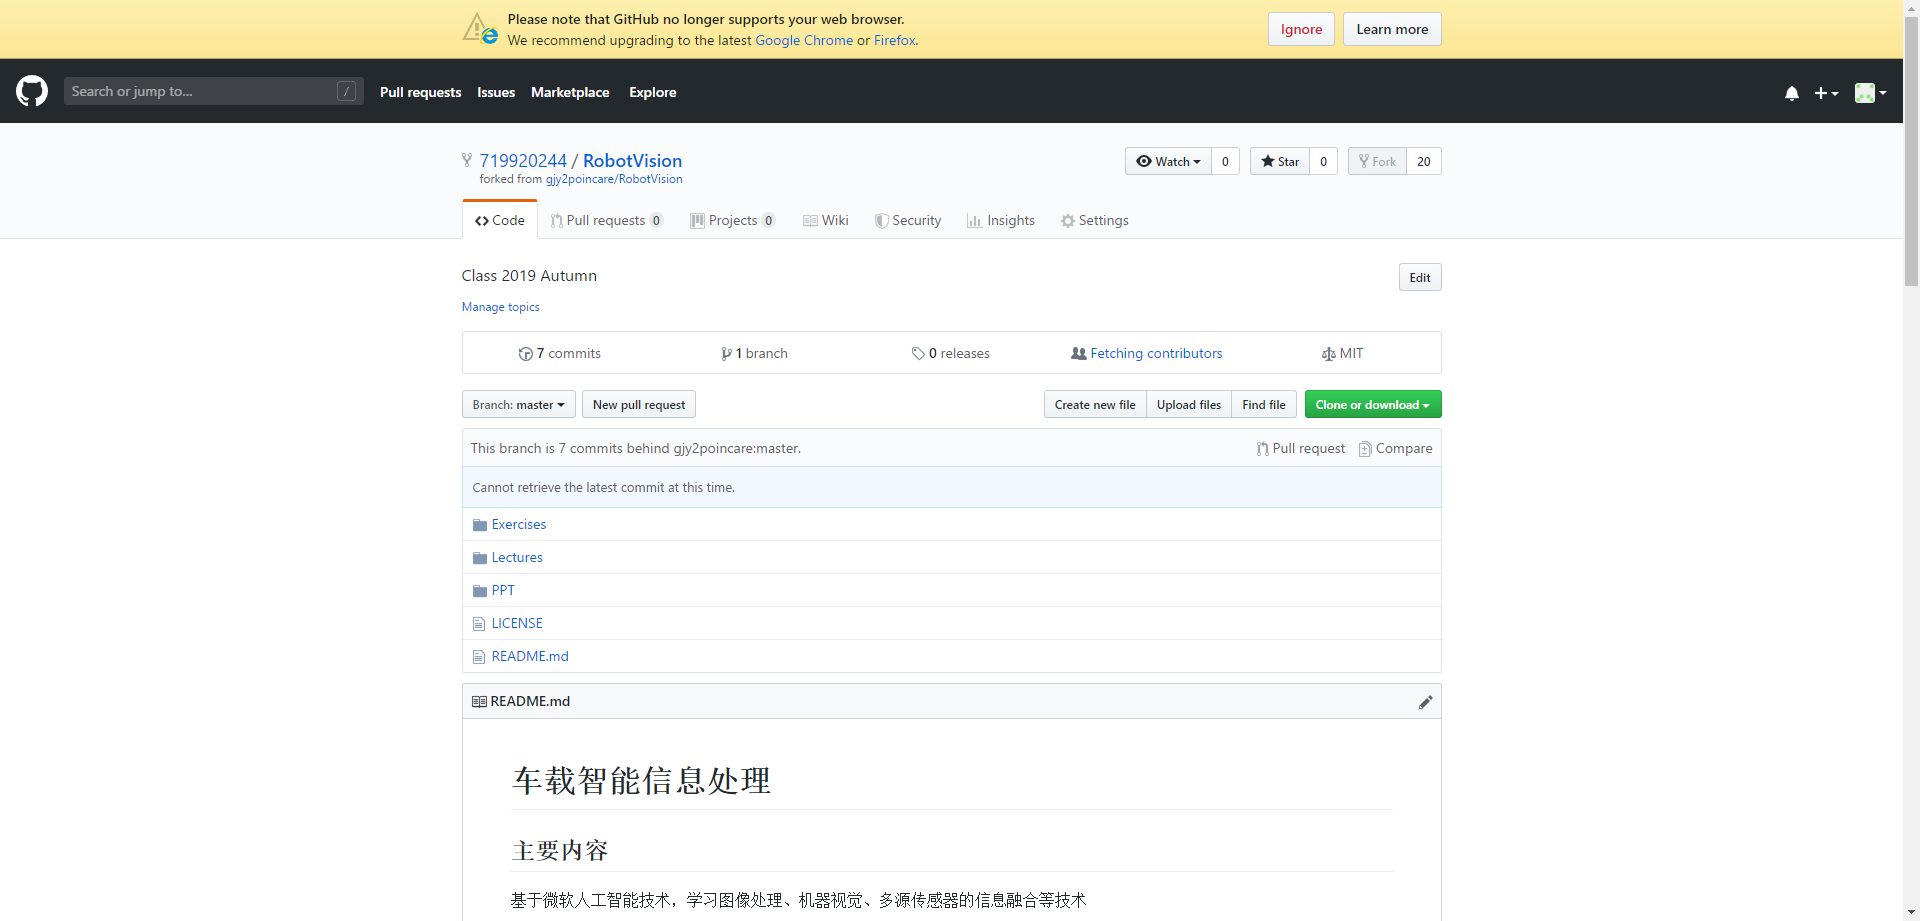 Please note that GitHub no longer supports your web browser.
We recommend upgrading to the latest Google Chrome or Firefox.
Ignore
Learn more
Search or jump to...
/
Pull requests
Issues
Marketplace
Explore
719920244 / RobotVision
forked from gjy2poincare/RobotVision
Watch 0
Star 0
Fork 20
Code
Pull requests 0
Projects 0
Wiki
Security
Insights
Settings
Class 2019 Autumn
Edit
Manage topics
7 commits
1 branch
0 releases
Fetching contributors
MIT
Branch: master
New pull request
Create new file
Upload files
Find file
Clone or download
This branch is 7 commits behind gjy2poincare:master.
Pull request
Compare
Cannot retrieve the latest commit at this time.
Exercises
Lectures
PPT
LICENSE
README.md
README.md
车载智能信息处理
主要内容
基于微软人工智能技术，学习图像处理、机器视觉、多源传感器的信息融合等技术